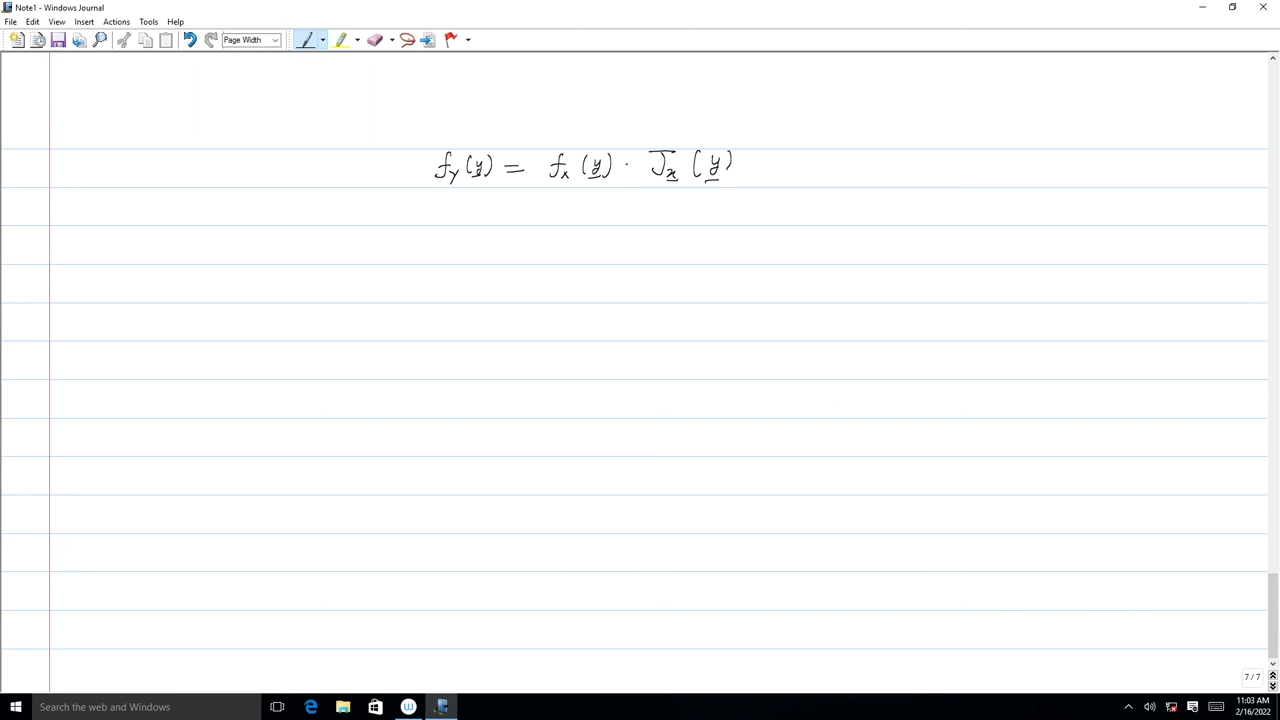 Note1 - Windows Journal
File Edit View Insert Actions Tools Help
Page Width
f_Y(y) = f_x(y) · J_x(y)
7 / 7
Search the web and Windows
11:03 AM
2/16/2022